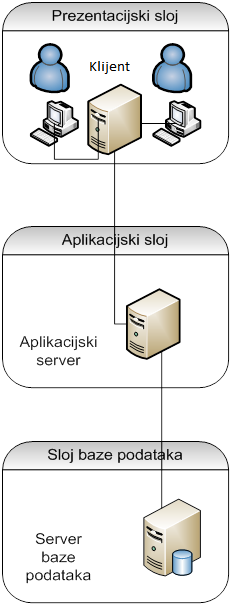 Prezentacijski sloj
Klijent
Aplikacijski sloj
Aplikacijski
server
Sloj baze podataka
Server
baze
podataka